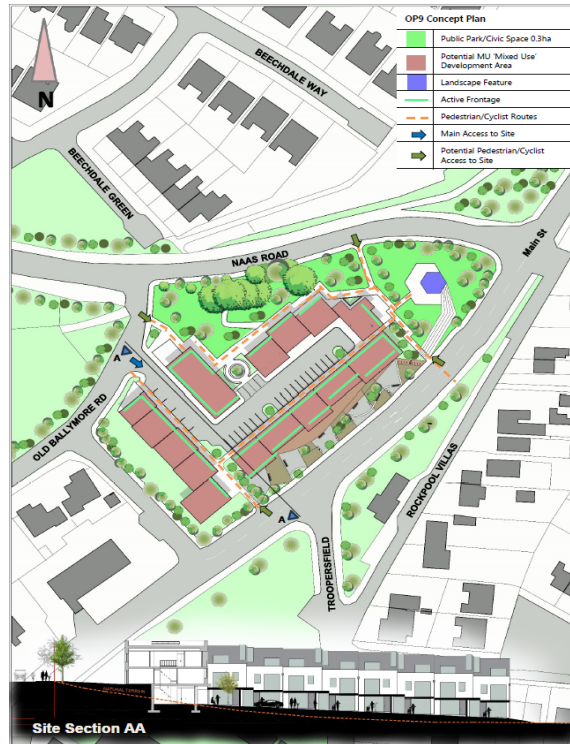 OP9 Concept Plan
Public Park/Civic Space 0.3ha
Potential MU 'Mixed Use'
Development Area
Landscape Feature
Active Frontage
Pedestrian/Cyclist Routes
Main Access to Site
Potential Pedestrian/Cyclist
Access to Site
N
BEECHDALE WAY
BEECHDALE GREEN
Main St
NAAS ROAD
A
OLD BALLYMORE RD
ROCKPOOL VILLAS
A
TROOPERSFIELD
NATURAL TERRAIN
Site Section AA